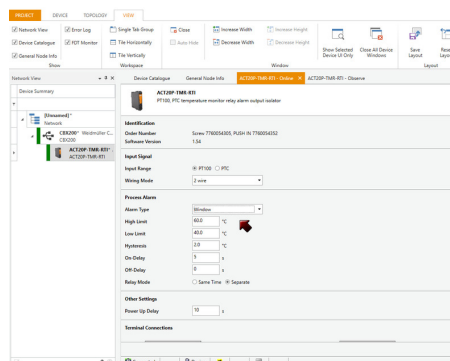 PROJECT DEVICE TOPOLOGY VIEW
Network View Error Log Single Tab Group Close Increase Width Increase Height
Device Catalogue FDT Monitor Tile Horizontally Auto Hide Decrease Width Decrease Height
General Node Info Tile Vertically
Show Selected Device UI Only
Close All Device Windows
Save Layout
Show Workspace Window Layout
Network View
Device Catalogue General Node Info ACT20P-TMR-RTI - Online ACT20P-TMR-RTI - Observe
Device Summary
[Unnamed]*
Network
CBX200* Weidmüller C...
CBX200
ACT20P-TMR-RTI*
ACT20P-TMR-RTI
ACT20P-TMR-RTI
PT100, PTC temperature monitor relay alarm output isolator
Identification
Order Number Screw 7760054305, PUSH IN 7760054352
Software Version 1.54
Input Signal
Input Range PT100 PTC
Wiring Mode 2 wire
Process Alarm
Alarm Type Window
High Limit 60.0 °C
Low Limit 40.0 °C
Hysteresis 2.0 °C
On-Delay 5 s
Off-Delay 0 s
Relay Mode Same Time Separate
Other Settings
Power Up Delay 10 s
Terminal Connections